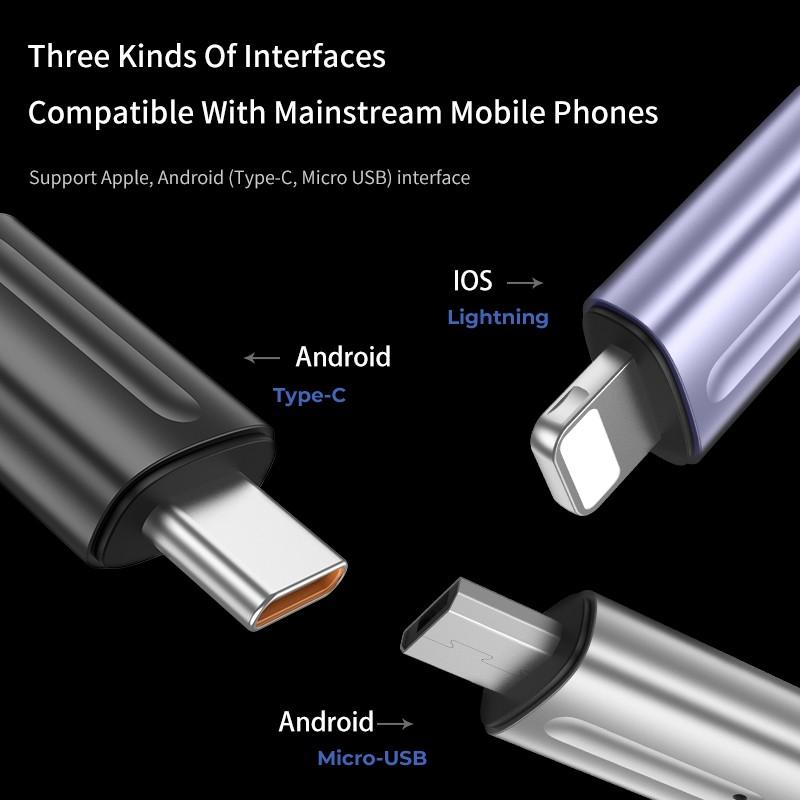 Three Kinds Of Interfaces
Compatible With Mainstream Mobile Phones
Support Apple, Android (Type-C, Micro USB) interface
IOS
Lightning
Android
Type-C
Android
Micro-USB